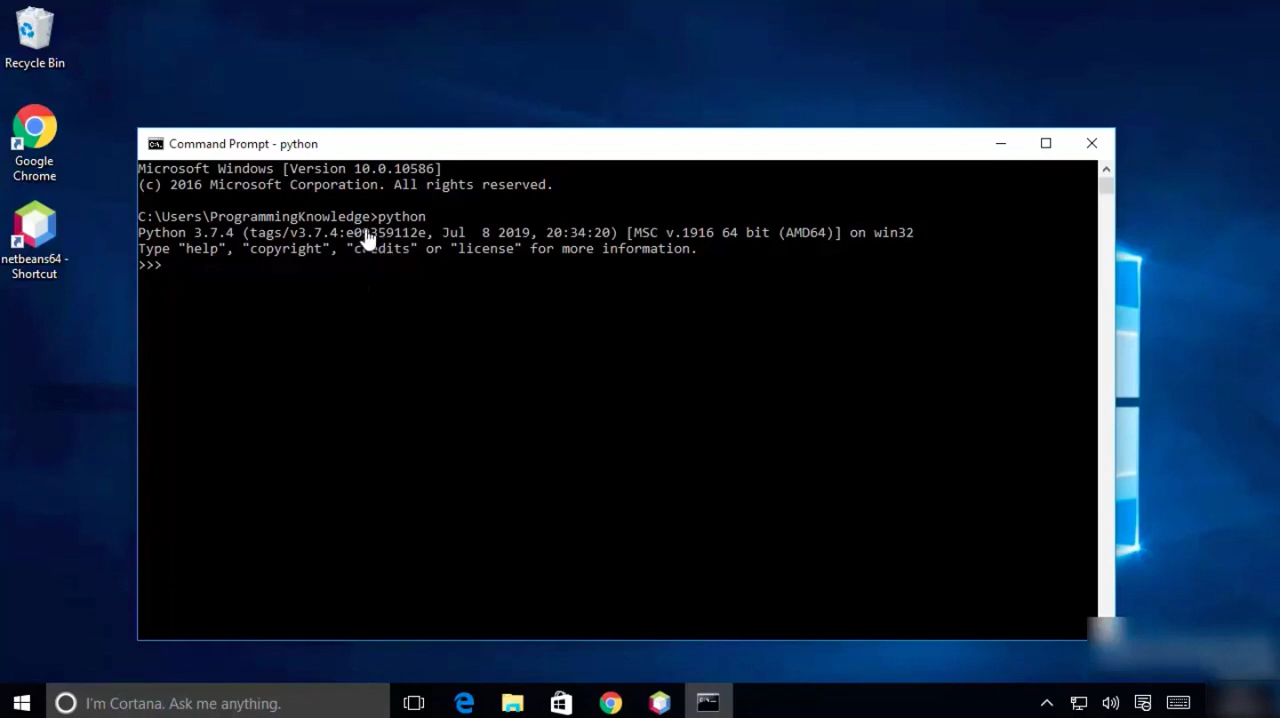 Recycle Bin
Google
Chrome
netbeans64 -
Shortcut
Command Prompt - python
Microsoft Windows [Version 10.0.10586]
(c) 2016 Microsoft Corporation. All rights reserved.
C:\Users\ProgrammingKnowledge>python
Python 3.7.4 (tags/v3.7.4:e09359112e, Jul  8 2019, 20:34:20) [MSC v.1916 64 bit (AMD64)] on win32
Type "help", "copyright", "credits" or "license" for more information.
>>>
I'm Cortana. Ask me anything.